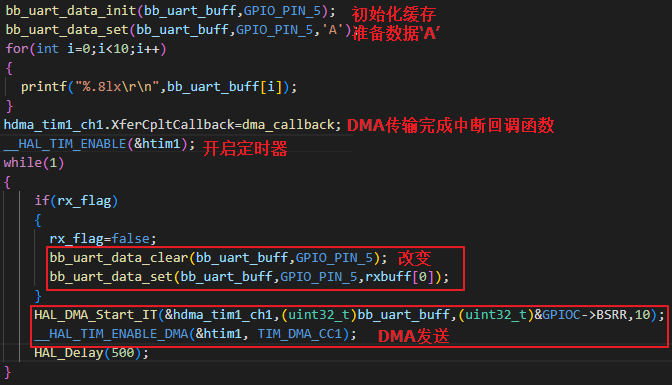 bb_uart_data_init(bb_uart_buff,GPIO_PIN_5); 初始化缓存
bb_uart_data_set(bb_uart_buff,GPIO_PIN_5,'A'); 准备数据‘A’
for(int i=0;i<10;i++)
{
printf("%.8lx\r\n",bb_uart_buff[i]);
}
hdma_tim1_ch1.XferCpltCallback=dma_callback; DMA传输完成中断回调函数
__HAL_TIM_ENABLE(&htim1); 开启定时器
while(1)
{
if(rx_flag)
{
rx_flag=false;
bb_uart_data_clear(bb_uart_buff,GPIO_PIN_5); 改变
bb_uart_data_set(bb_uart_buff,GPIO_PIN_5,rxbuff[0]);
}
HAL_DMA_Start_IT(&hdma_tim1_ch1,(uint32_t)bb_uart_buff,(uint32_t)&GPIOC->BSRR,10);
__HAL_TIM_ENABLE_DMA(&htim1, TIM_DMA_CC1); DMA发送
HAL_Delay(500);
}